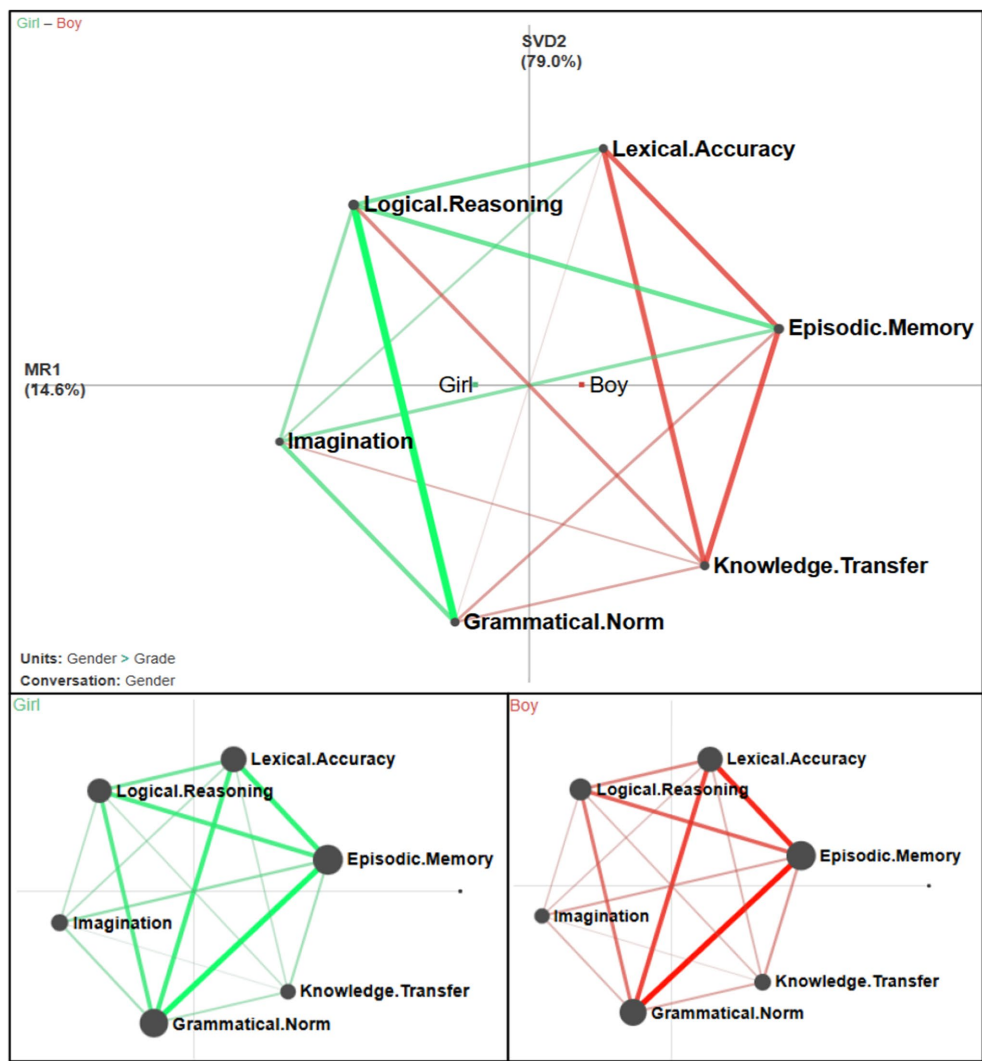 Girl – Boy
SVD2
(79.0%)
Lexical.Accuracy
Logical.Reasoning
Episodic.Memory
MR1
(14.6%)
Girl
Boy
Imagination
Knowledge.Transfer
Grammatical.Norm
Units: Gender > Grade
Conversation: Gender
Girl
Lexical.Accuracy
Logical.Reasoning
Episodic.Memory
Imagination
Knowledge.Transfer
Grammatical.Norm
Boy
Lexical.Accuracy
Logical.Reasoning
Episodic.Memory
Imagination
Knowledge.Transfer
Grammatical.Norm